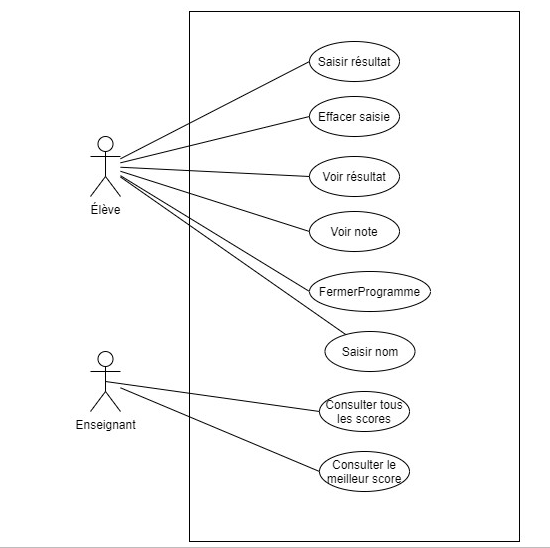 Saisir résultat
Effacer saisie
Voir résultat
Élève
Voir note
FermerProgramme
Saisir nom
Enseignant
Consulter tous
les scores
Consulter le
meilleur score